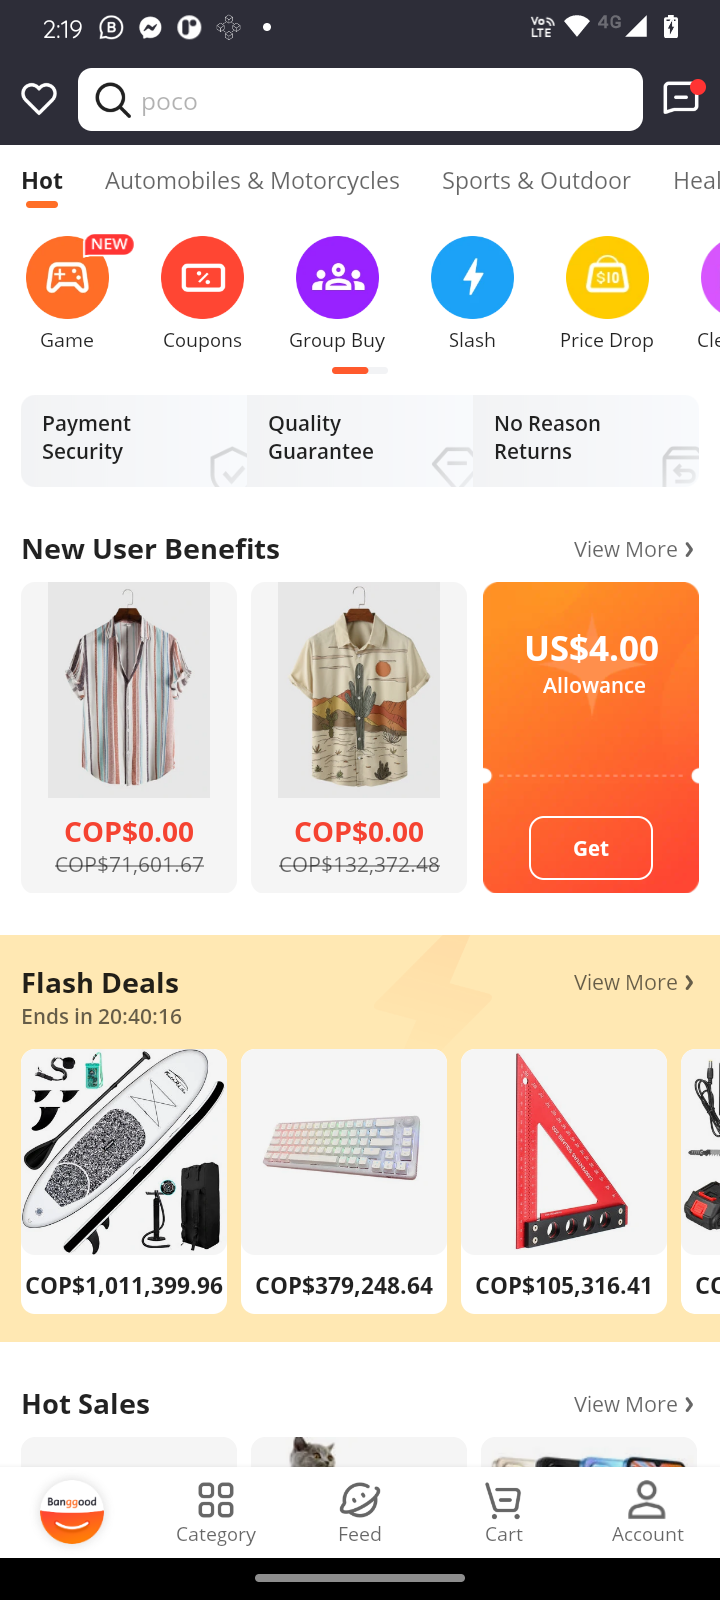 2:19
Vo
LTE
4G
poco
Hot
Automobiles & Motorcycles
Sports & Outdoor
Heal
NEW
$10
Game
Coupons
Group Buy
Slash
Price Drop
Cle
Payment
Security
Quality
Guarantee
No Reason
Returns
New User Benefits
View More
US$4.00
Allowance
COP$0.00
COP$71,601.67
COP$0.00
COP$132,372.48
Get
Flash Deals
View More
Ends in 20:40:16
COP$1,011,399.96
COP$379,248.64
COP$105,316.41
CO
Hot Sales
View More
Banggood
Category
Feed
Cart
Account